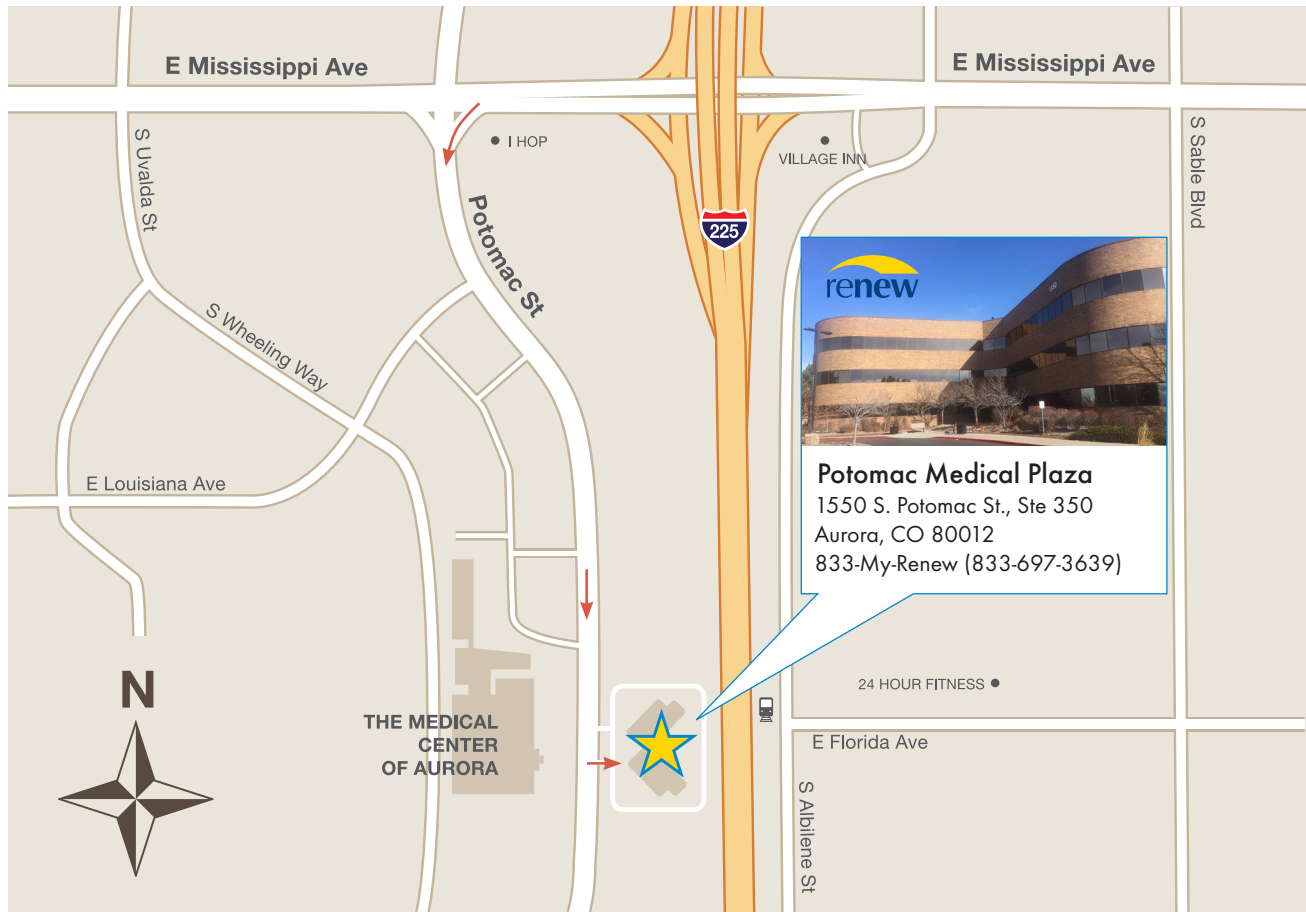 E Mississippi Ave
E Mississippi Ave
S Uvalda St
I HOP
VILLAGE INN
S Sable Blvd
Potomac St
225
renew
1550
S Wheeling Way
E Louisiana Ave
Potomac Medical Plaza
1550 S. Potomac St., Ste 350
Aurora, CO 80012
833-My-Renew (833-697-3639)
N
24 HOUR FITNESS
THE MEDICAL
CENTER
OF AURORA
E Florida Ave
S Albilene St